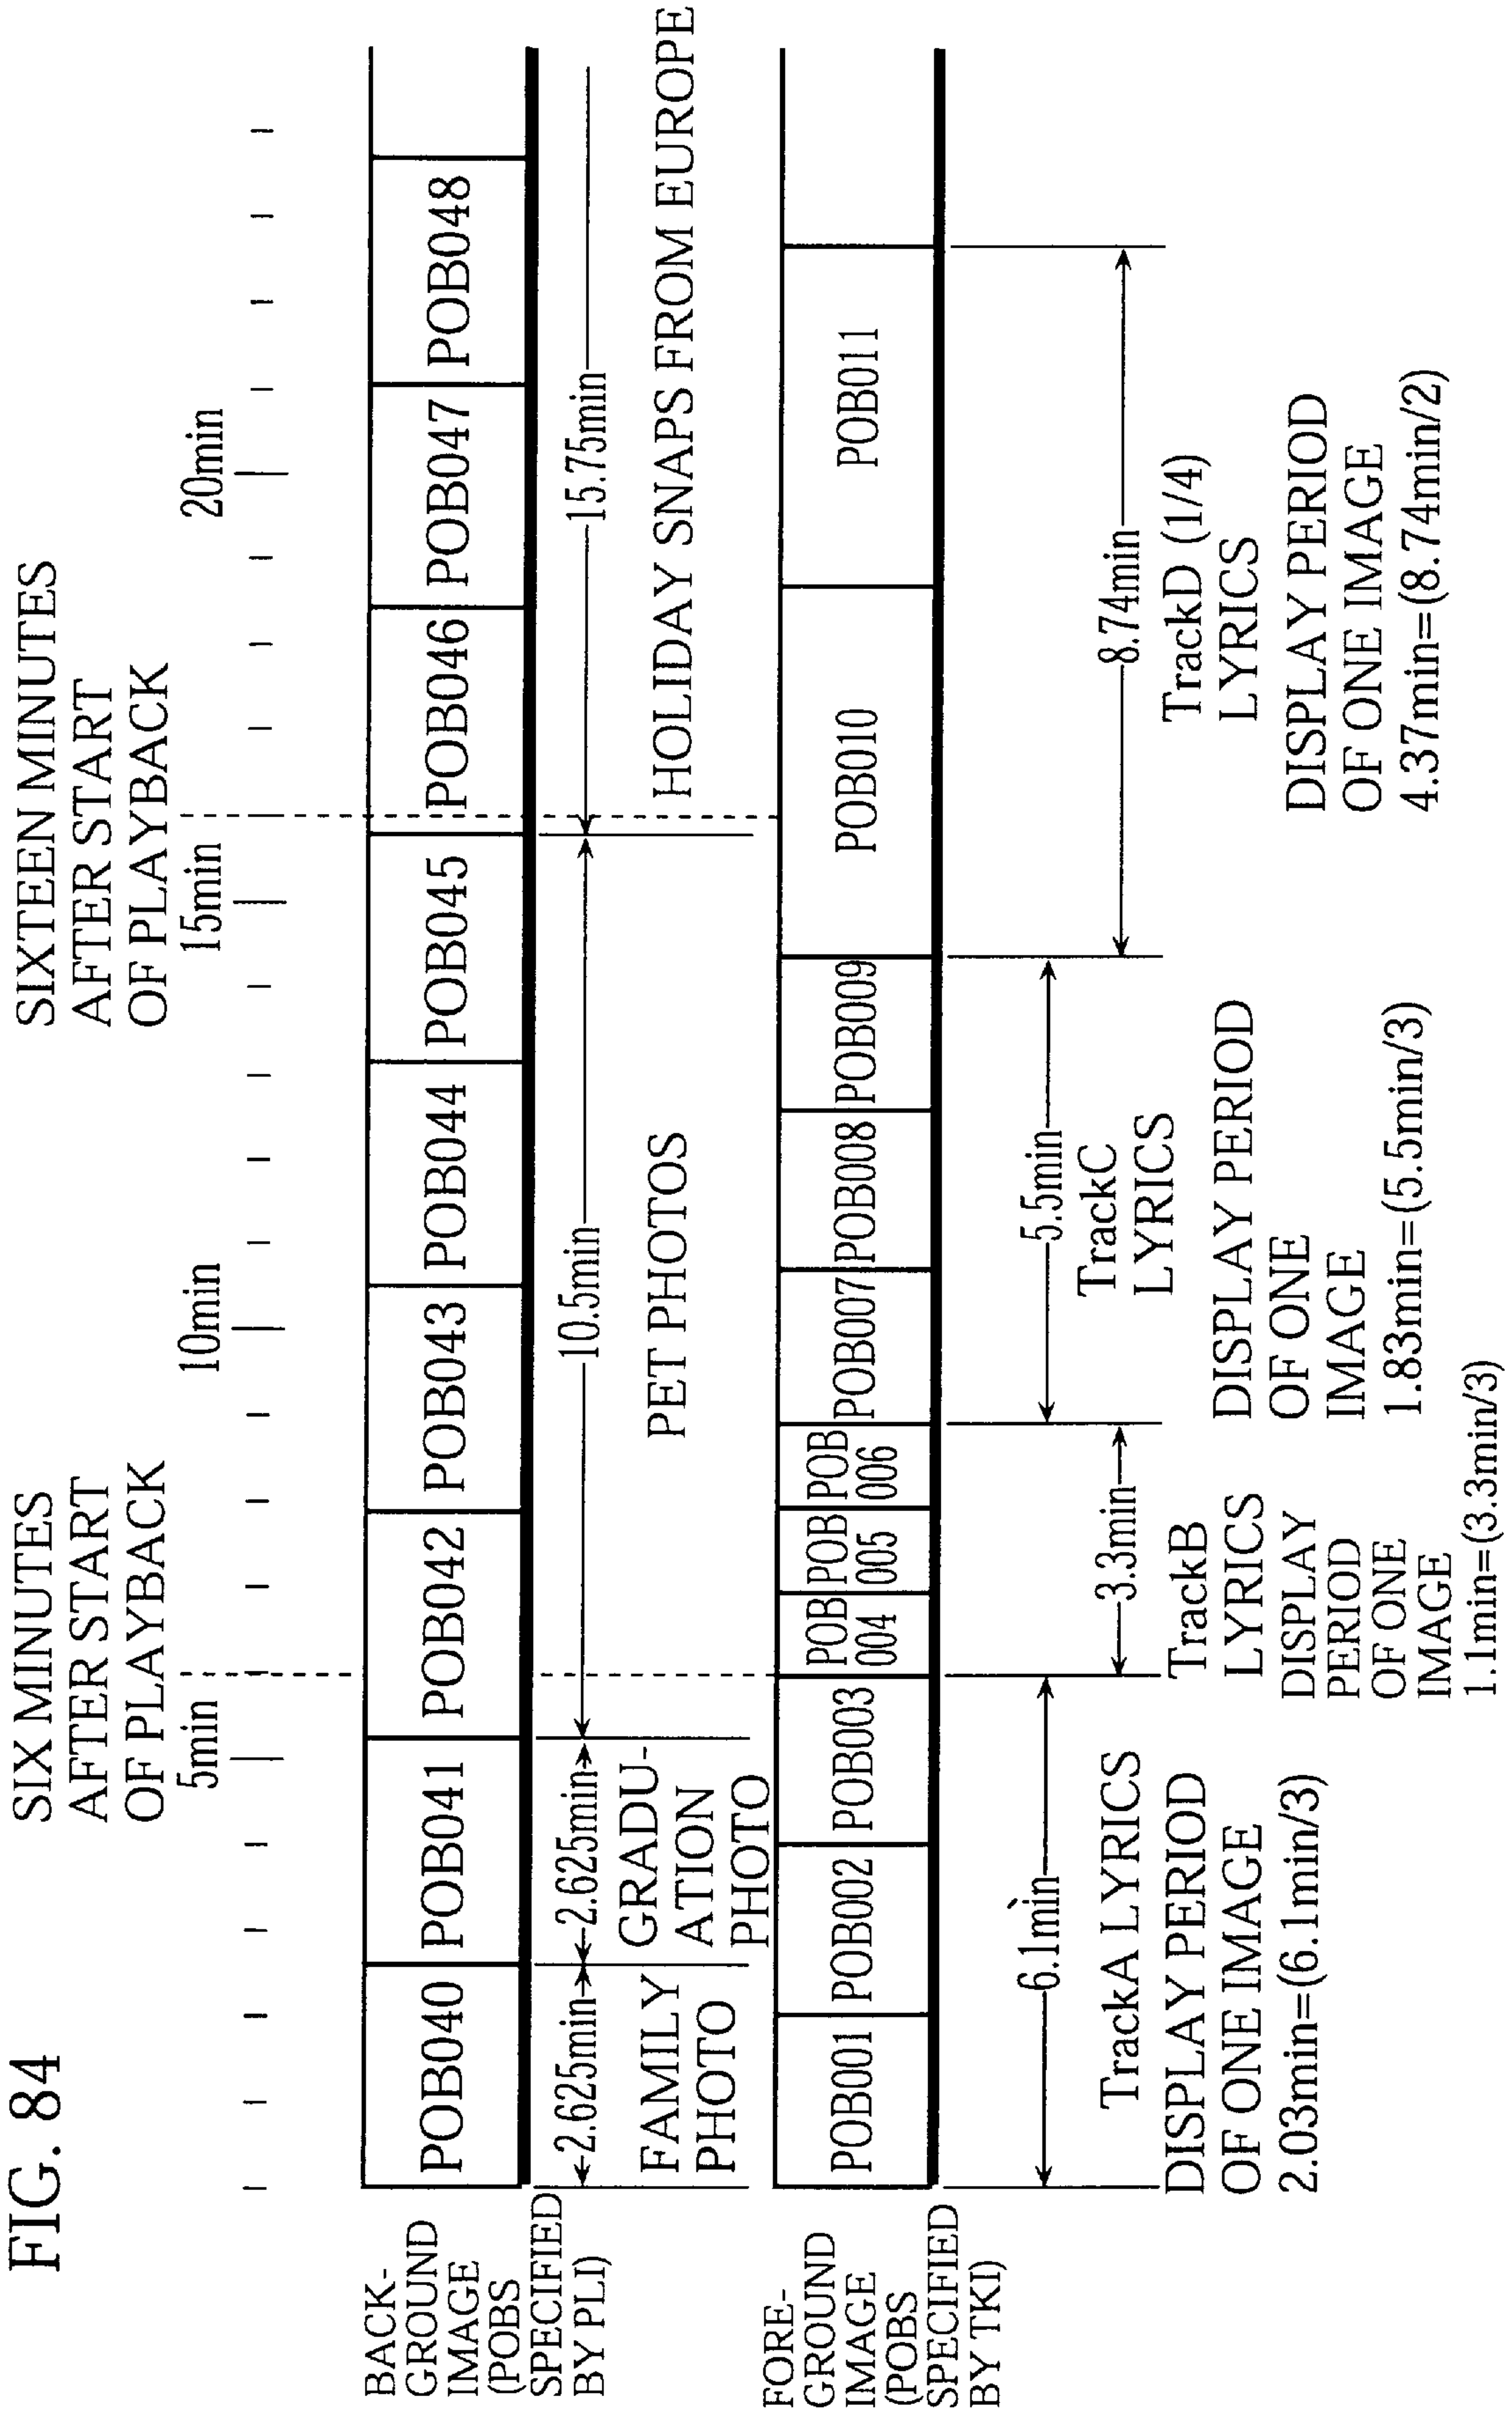 FIG. 84
SIX MINUTES
AFTER START
OF PLAYBACK
SIXTEEN MINUTES
AFTER START
OF PLAYBACK
5min
10min
15min
20min
BACK-
GROUND
IMAGE
(POBS
SPECIFIED
BY PLI)
POB040
POB041
POB042
POB043
POB044
POB045
POB046
POB047
POB048
2.625min
2.625min
10.5min
15.75min
FAMILY
PHOTO
GRADU-
ATION
PHOTO
PET PHOTOS
HOLIDAY SNAPS FROM EUROPE
FORE-
GROUND
IMAGE
(POBS
SPECIFIED
BY TKI)
POB001
POB002
POB003
POB
004
POB
005
POB
006
POB007
POB008
POB009
POB010
POB011
6.1min
3.3min
5.5min
8.74min
TrackA LYRICS
DISPLAY PERIOD
OF ONE IMAGE
2.03min=(6.1min/3)
TrackB
LYRICS
DISPLAY
PERIOD
OF ONE
IMAGE
1.1min=(3.3min/3)
TrackC
LYRICS
DISPLAY PERIOD
OF ONE
IMAGE
1.83min=(5.5min/3)
TrackD (1/4)
LYRICS
DISPLAY PERIOD
OF ONE IMAGE
4.37min=(8.74min/2)